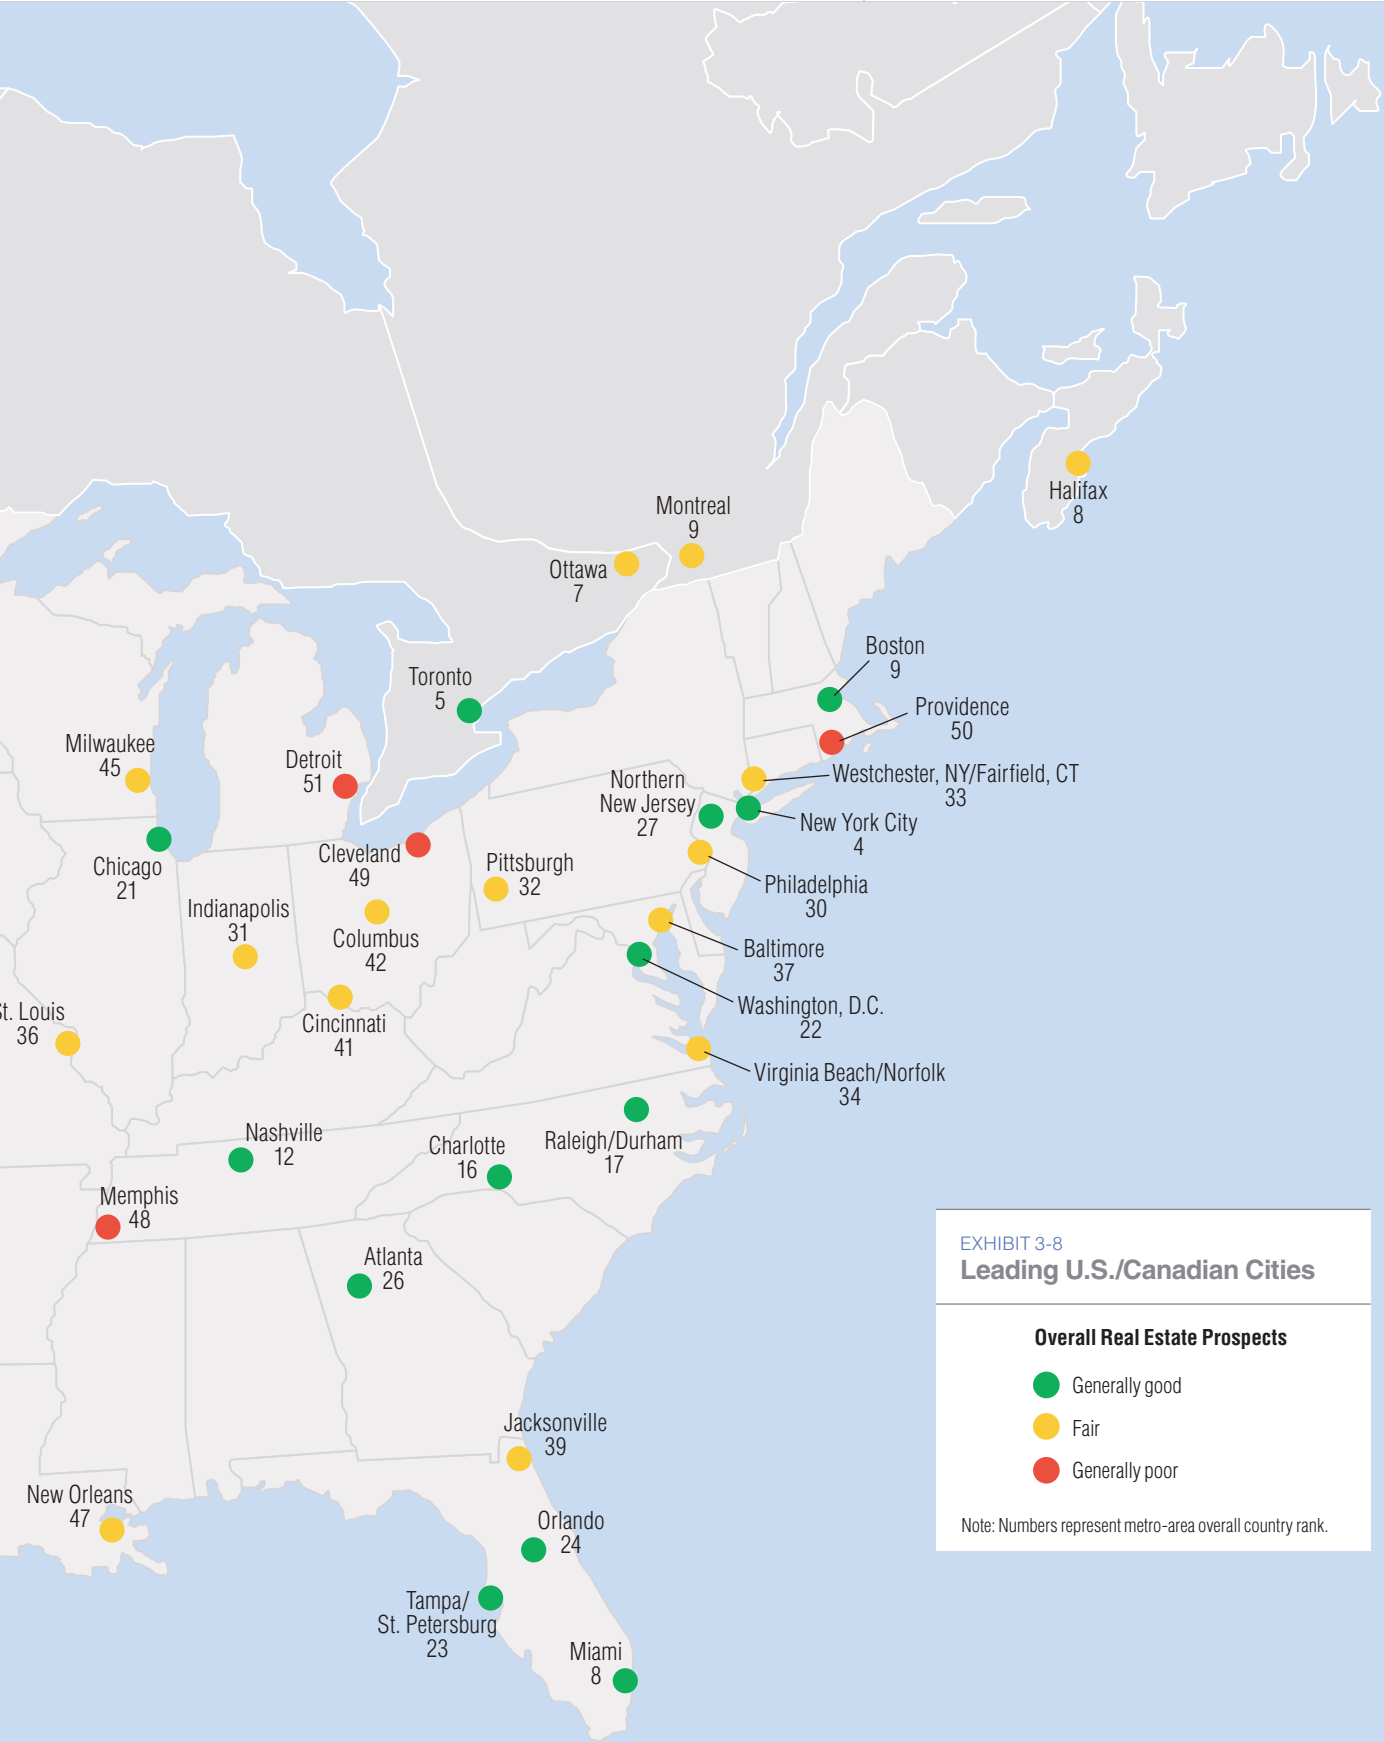 Halifax
8
Montreal
9
Ottawa
7
Boston
9
Toronto
5
Providence
50
Milwaukee
45
Detroit
51
Westchester, NY/Fairfield, CT
33
Northern
New Jersey
27
New York City
4
Chicago
21
Cleveland
49
Pittsburgh
32
Philadelphia
30
Indianapolis
31
Columbus
42
Baltimore
37
Washington, D.C.
22
St. Louis
36
Cincinnati
41
Virginia Beach/Norfolk
34
Nashville
12
Charlotte
16
Raleigh/Durham
17
Memphis
48
Atlanta
26
Jacksonville
39
New Orleans
47
Orlando
24
Tampa/
St. Petersburg
23
Miami
8
EXHIBIT 3-8
Leading U.S./Canadian Cities
Overall Real Estate Prospects
Generally good
Fair
Generally poor
Note: Numbers represent metro-area overall country rank.